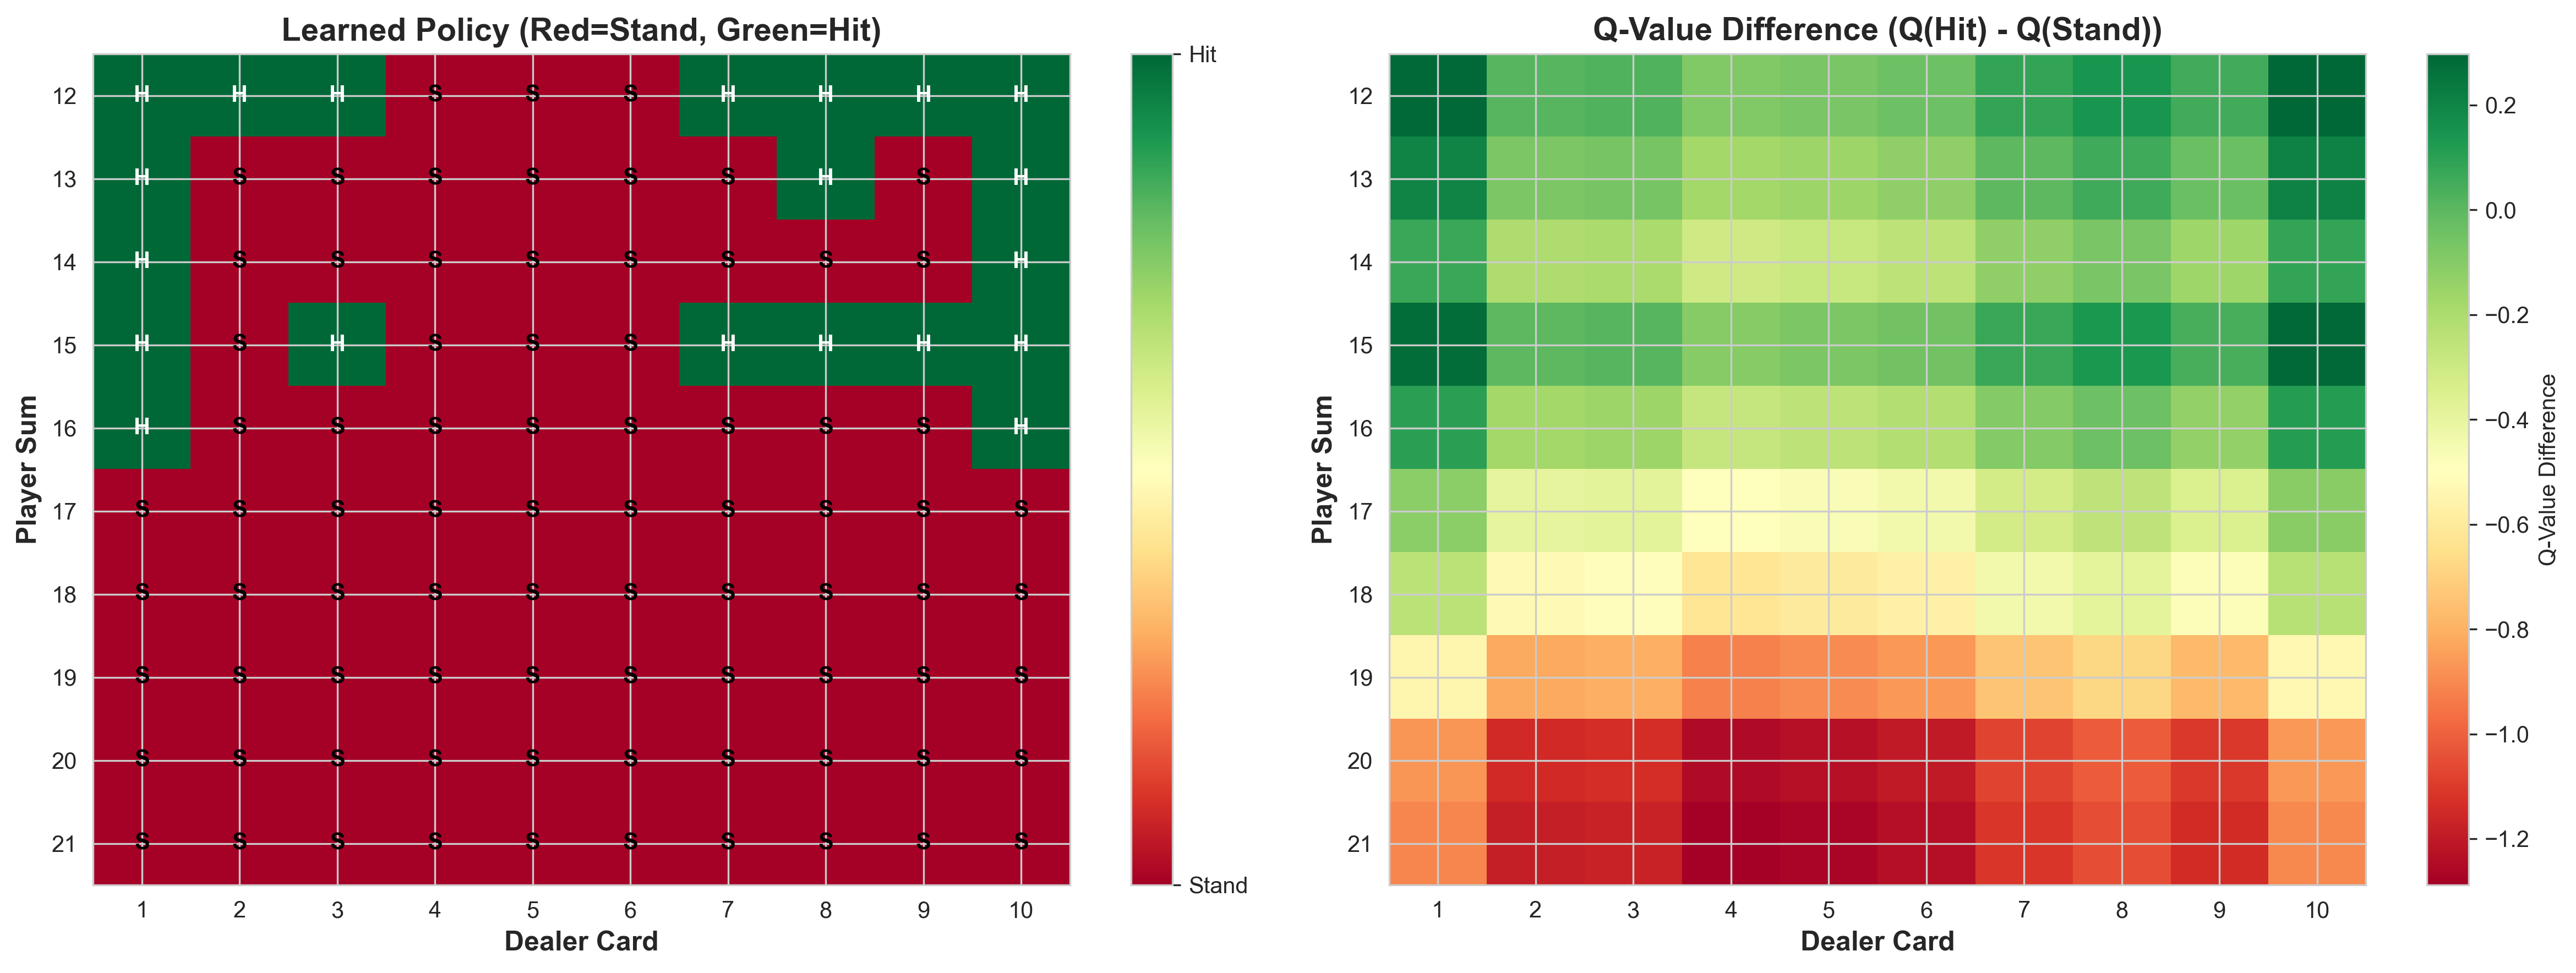 Learned Policy (Red=Stand, Green=Hit)
Player Sum
12 H H H S S S H H H H
13 H S S S S S S H S H
14 H S S S S S S S S H
15 H S H S S S H H H H
16 H S S S S S S S S H
17 S S S S S S S S S S
18 S S S S S S S S S S
19 S S S S S S S S S S
20 S S S S S S S S S S
21 S S S S S S S S S S
1 2 3 4 5 6 7 8 9 10
Dealer Card
Hit
Stand
Q-Value Difference (Q(Hit) - Q(Stand))
Player Sum
12
13
14
15
16
17
18
19
20
21
1 2 3 4 5 6 7 8 9 10
Dealer Card
0.2
0.0
−0.2
−0.4
−0.6
−0.8
−1.0
−1.2
Q-Value Difference